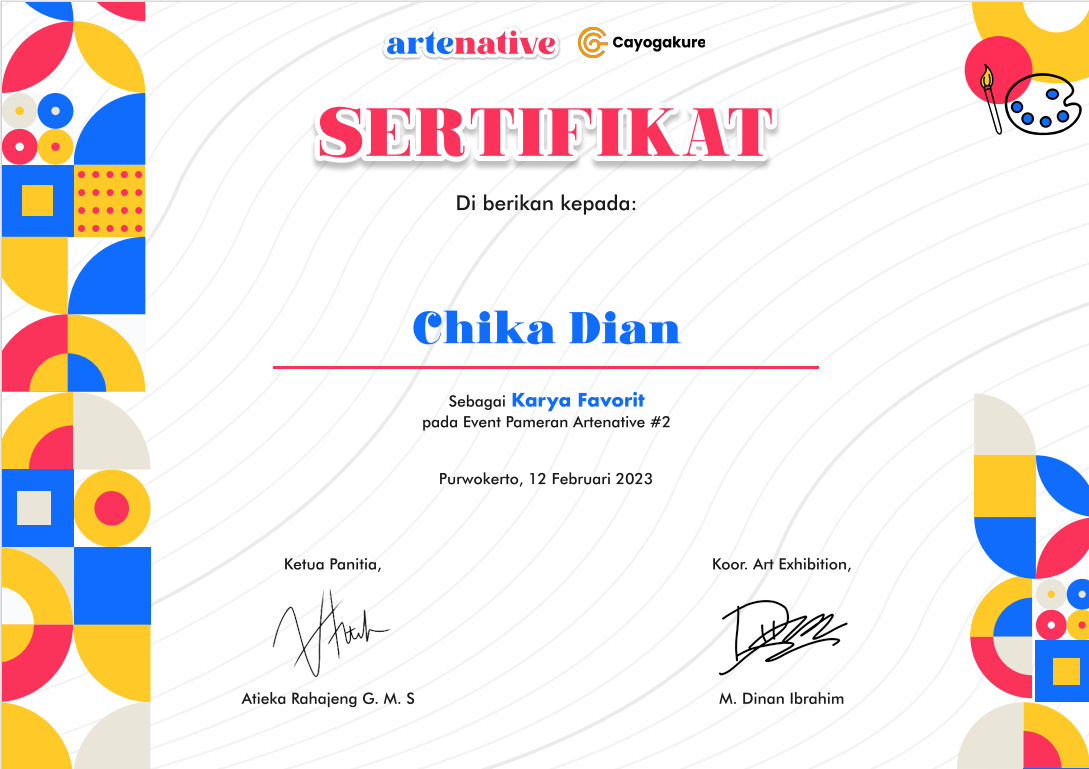 artenative Cayogakure
SERTIFIKAT
Di berikan kepada:
Chika Dian
Sebagai Karya Favorit
pada Event Pameran Artenative #2
Purwokerto, 12 Februari 2023
Ketua Panitia,
Koor. Art Exhibition,
Atieka Rahajeng G. M. S
M. Dinan Ibrahim